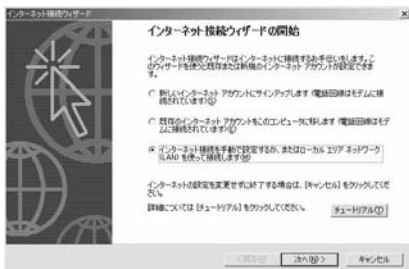 インターネット接続ウィザード
インターネット接続ウィザードの開始
インターネット接続ウィザードはインターネットに接続するお手伝いをします。こ
のウィザードを使うと既存または新規のインターネット アカウントが設定できま
す。
新しいインターネット アカウントにサインアップします (電話回線はモデムに接
続されています)(S)
既存のインターネット アカウントをこのコンピュータに移します (電話回線はモデ
ムに接続されています)(E)
インターネット接続を手動で設定するか、またはローカル エリア ネットワーク
(LAN) を使って接続します(M)
インターネットの設定を変更せずに終了する場合は、[キャンセル] をクリックしてくだ
さい。
詳細については [チュートリアル] をクリックしてください。
チュートリアル(T)
< 戻る(B)
次へ(N) >
キャンセル